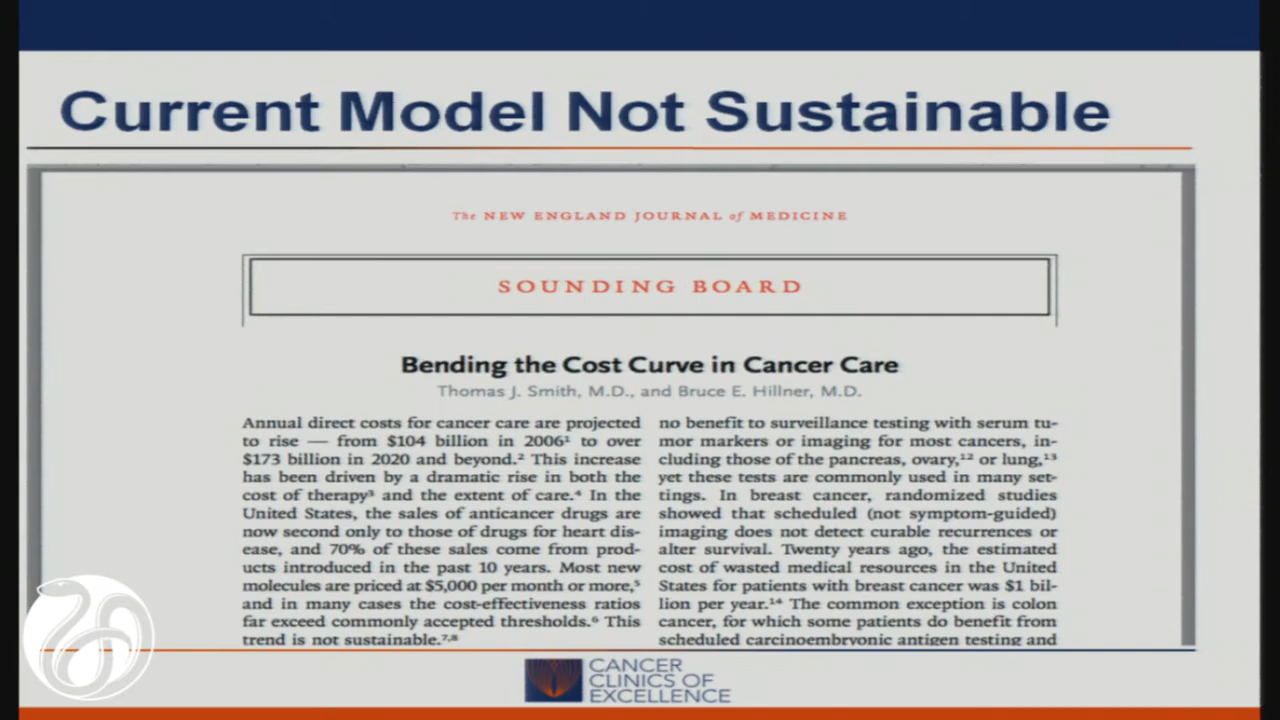 Current Model Not Sustainable
The NEW ENGLAND JOURNAL of MEDICINE
SOUNDING BOARD
Bending the Cost Curve in Cancer Care
Thomas J. Smith, M.D., and Bruce E. Hillner, M.D.
Annual direct costs for cancer care are projected
to rise — from $104 billion in 2006¹ to over
$173 billion in 2020 and beyond.² This increase
has been driven by a dramatic rise in both the
cost of therapy³ and the extent of care.⁴ In the
United States, the sales of anticancer drugs are
now second only to those of drugs for heart dis-
ease, and 70% of these sales come from prod-
ucts introduced in the past 10 years. Most new
molecules are priced at $5,000 per month or more,⁵
and in many cases the cost-effectiveness ratios
far exceed commonly accepted thresholds.⁶ This
trend is not sustainable.⁷,⁸
no benefit to surveillance testing with serum tu-
mor markers or imaging for most cancers, in-
cluding those of the pancreas, ovary,¹² or lung,¹³
yet these tests are commonly used in many set-
tings. In breast cancer, randomized studies
showed that scheduled (not symptom-guided)
imaging does not detect curable recurrences or
alter survival. Twenty years ago, the estimated
cost of wasted medical resources in the United
States for patients with breast cancer was $1 bil-
lion per year.¹⁴ The common exception is colon
cancer, for which some patients do benefit from
scheduled carcinoembryonic antigen testing and
CANCER
CLINICS OF
EXCELLENCE